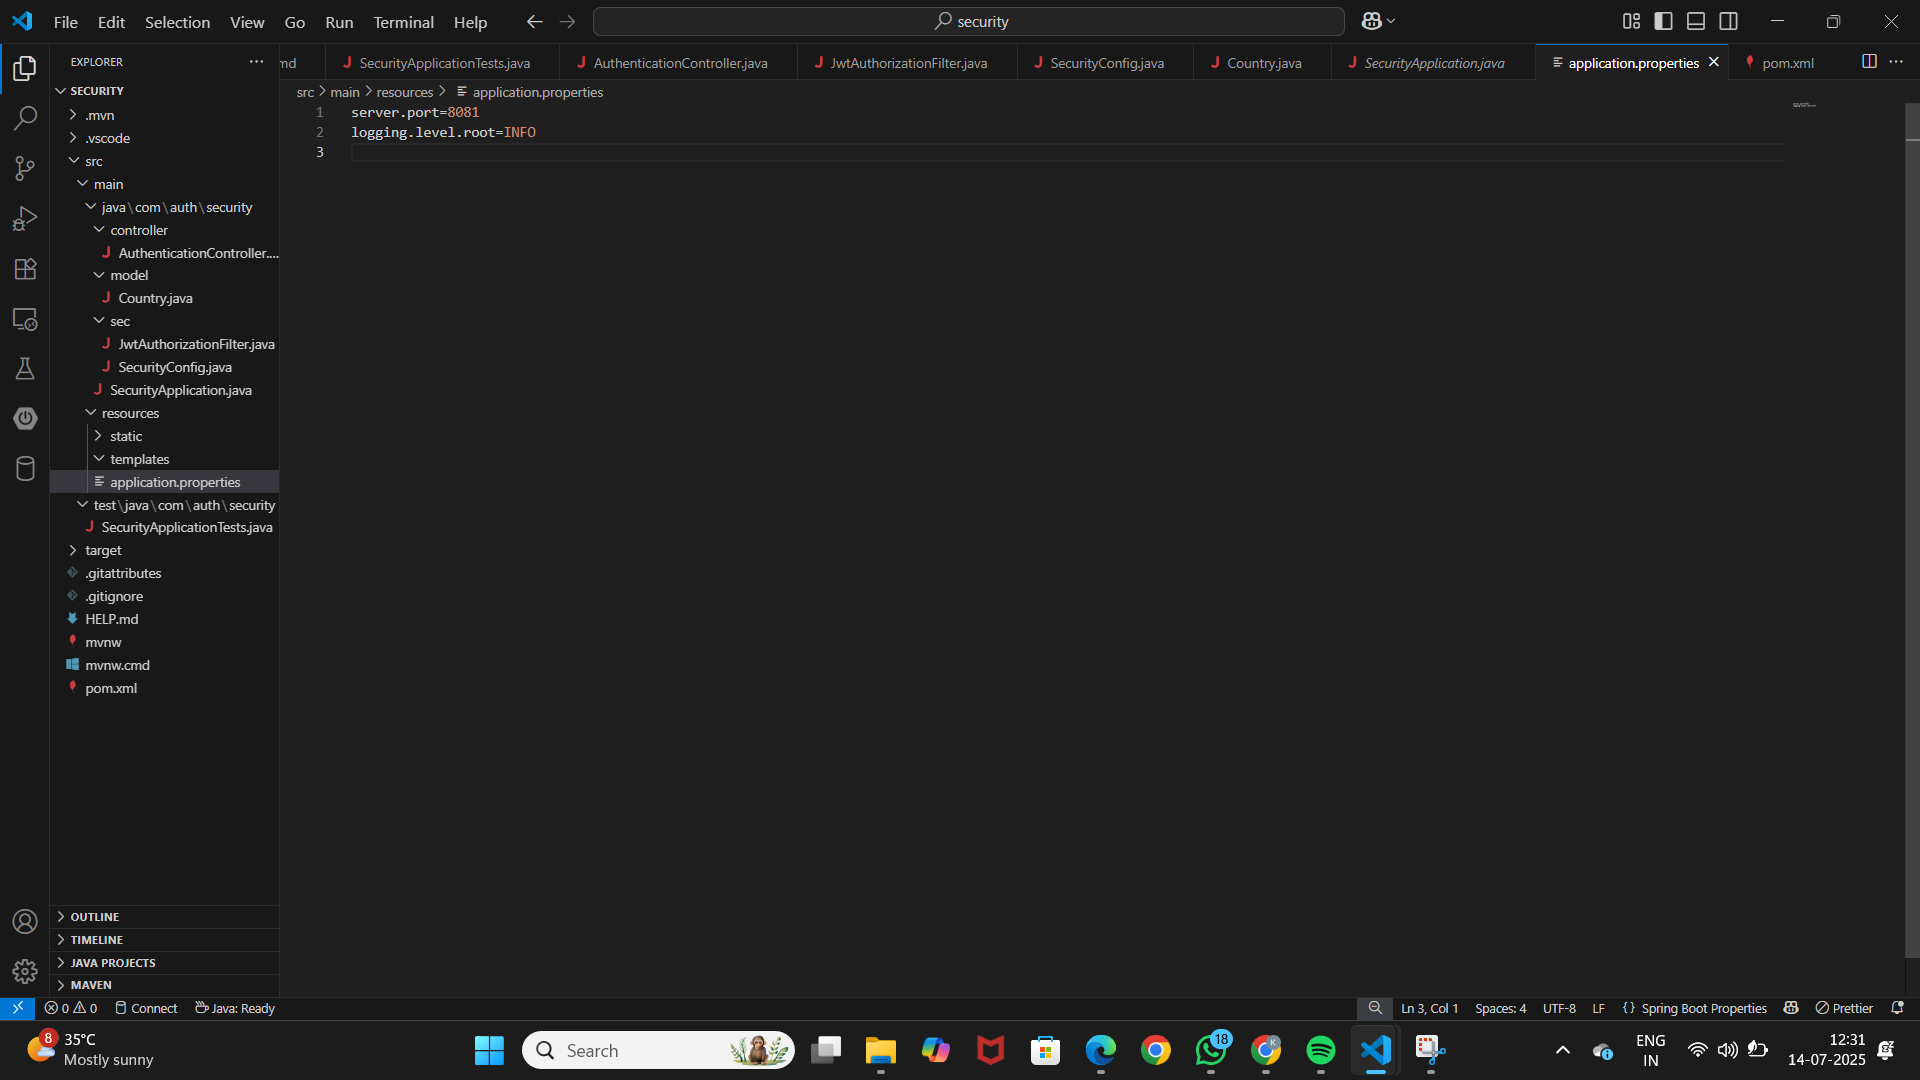 File Edit Selection View Go Run Terminal Help
security
EXPLORER
md
SecurityApplicationTests.java
AuthenticationController.java
JwtAuthorizationFilter.java
SecurityConfig.java
Country.java
SecurityApplication.java
application.properties
pom.xml
src > main > resources > application.properties
1 server.port=8081
2 logging.level.root=INFO
3
SECURITY
.mvn
.vscode
src
main
java\com\auth\security
controller
AuthenticationController....
model
Country.java
sec
JwtAuthorizationFilter.java
SecurityConfig.java
SecurityApplication.java
resources
static
templates
application.properties
test\java\com\auth\security
SecurityApplicationTests.java
target
.gitattributes
.gitignore
HELP.md
mvnw
mvnw.cmd
pom.xml
OUTLINE
TIMELINE
JAVA PROJECTS
MAVEN
0 0 Connect Java: Ready
Ln 3, Col 1 Spaces: 4 UTF-8 LF {} Spring Boot Properties Prettier
8
35°C
Mostly sunny
Search
18
K
ENG
IN
12:31
14-07-2025